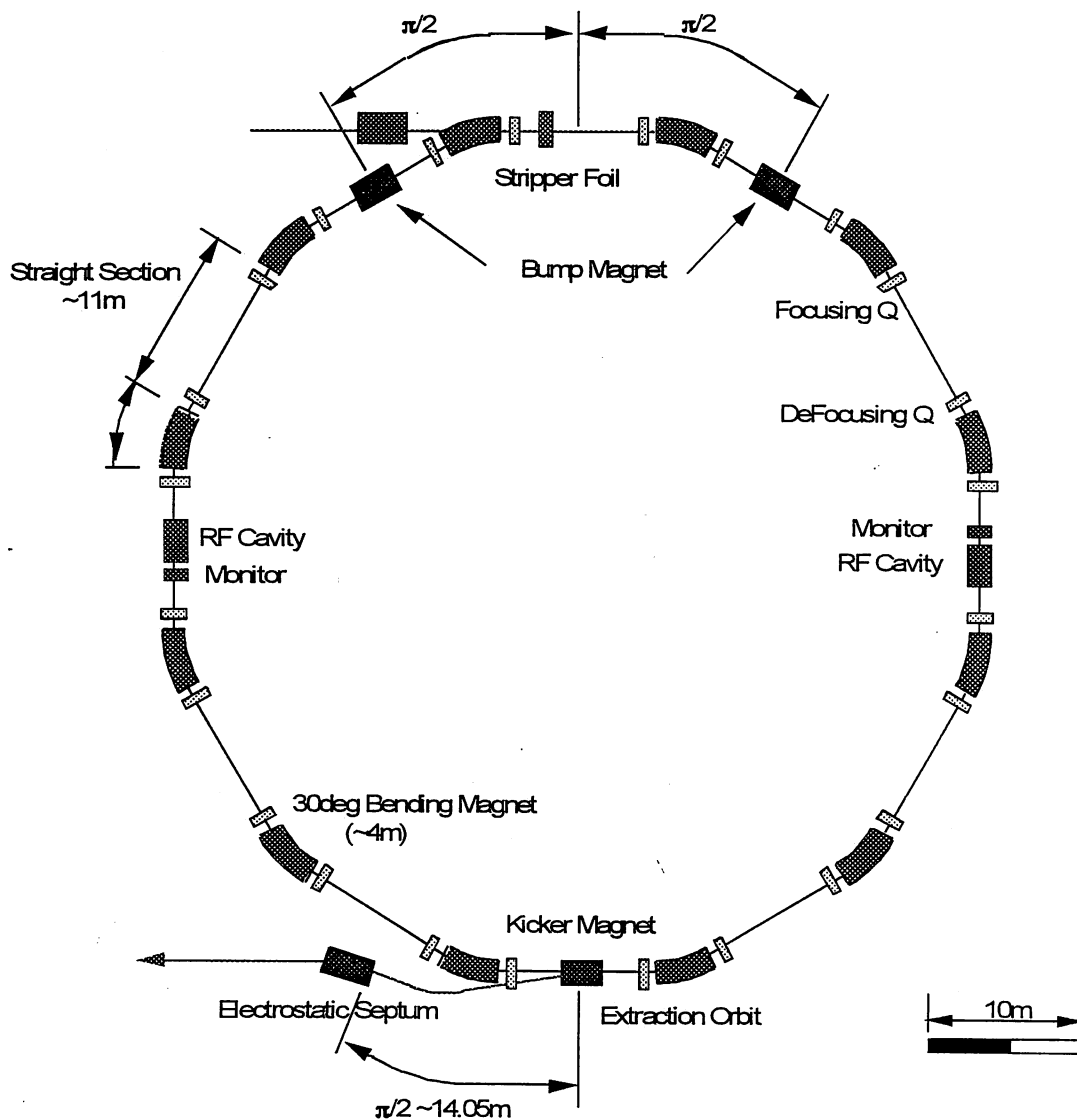 π/2
π/2
Stripper Foil
Straight Section
~11m
Bump Magnet
Focusing Q
DeFocusing Q
RF Cavity
Monitor
Monitor
RF Cavity
30deg Bending Magnet
(~4m)
Kicker Magnet
Electrostatic Septum
Extraction Orbit
10m
π/2 ~14.05m